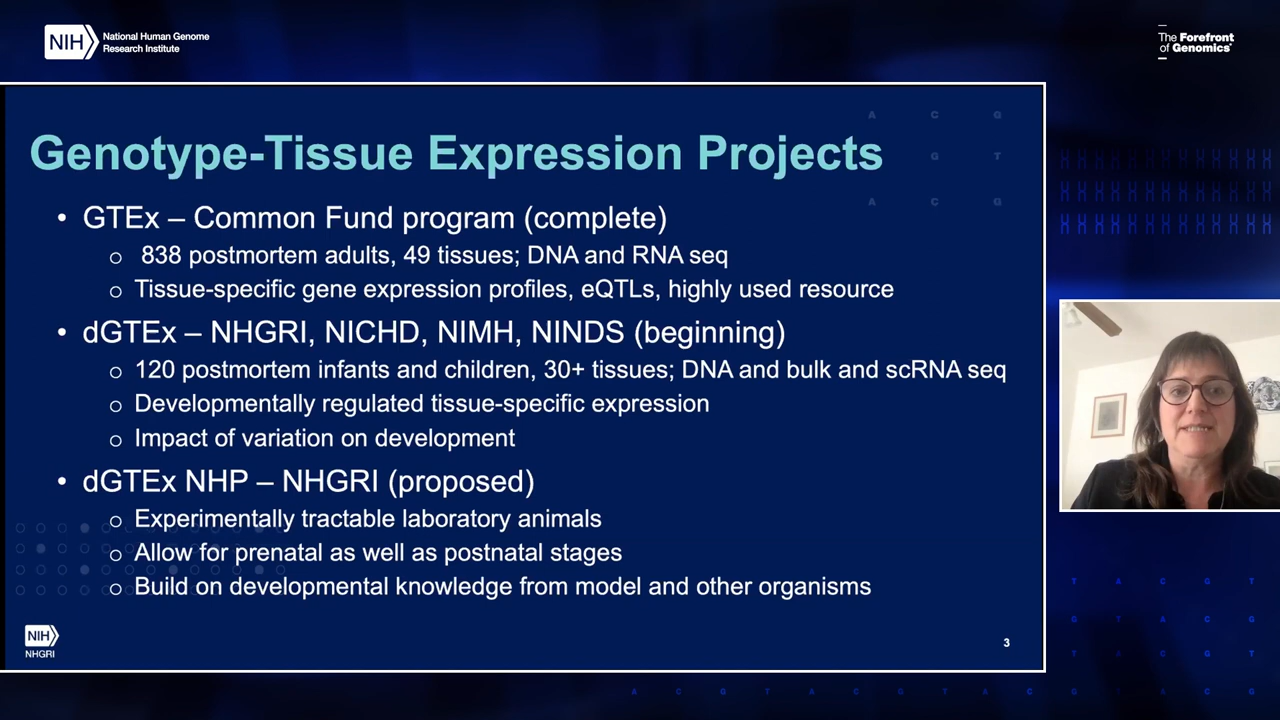 NIH
National Human Genome
Research Institute
The Forefront
of Genomics®
Genotype-Tissue Expression Projects
A C G
G T
A C G
• GTEx – Common Fund program (complete)
o 838 postmortem adults, 49 tissues; DNA and RNA seq
o Tissue-specific gene expression profiles, eQTLs, highly used resource
• dGTEx – NHGRI, NICHD, NIMH, NINDS (beginning)
o 120 postmortem infants and children, 30+ tissues; DNA and bulk and scRNA seq
o Developmentally regulated tissue-specific expression
o Impact of variation on development
• dGTEx NHP – NHGRI (proposed)
o Experimentally tractable laboratory animals
o Allow for prenatal as well as postnatal stages
o Build on developmental knowledge from model and other organisms
NIH
NHGRI
3
T A C G T
G T A C G
T A C G T
A C G T A C G T A C G T A C G